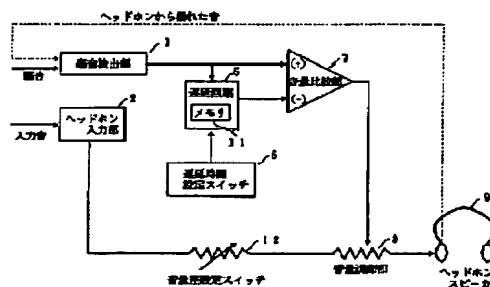 ヘッドホンから漏れた音
1
騒音検出部
騒音
5
遅延回路
メモリ
11
(+)
音量比較部
(-)
7
2
ヘッドホン
入力部
入力音
6
遅延時間
設定スイッチ
12
音量設定スイッチ
音量調節部
9
ヘッドホン
スピーカ